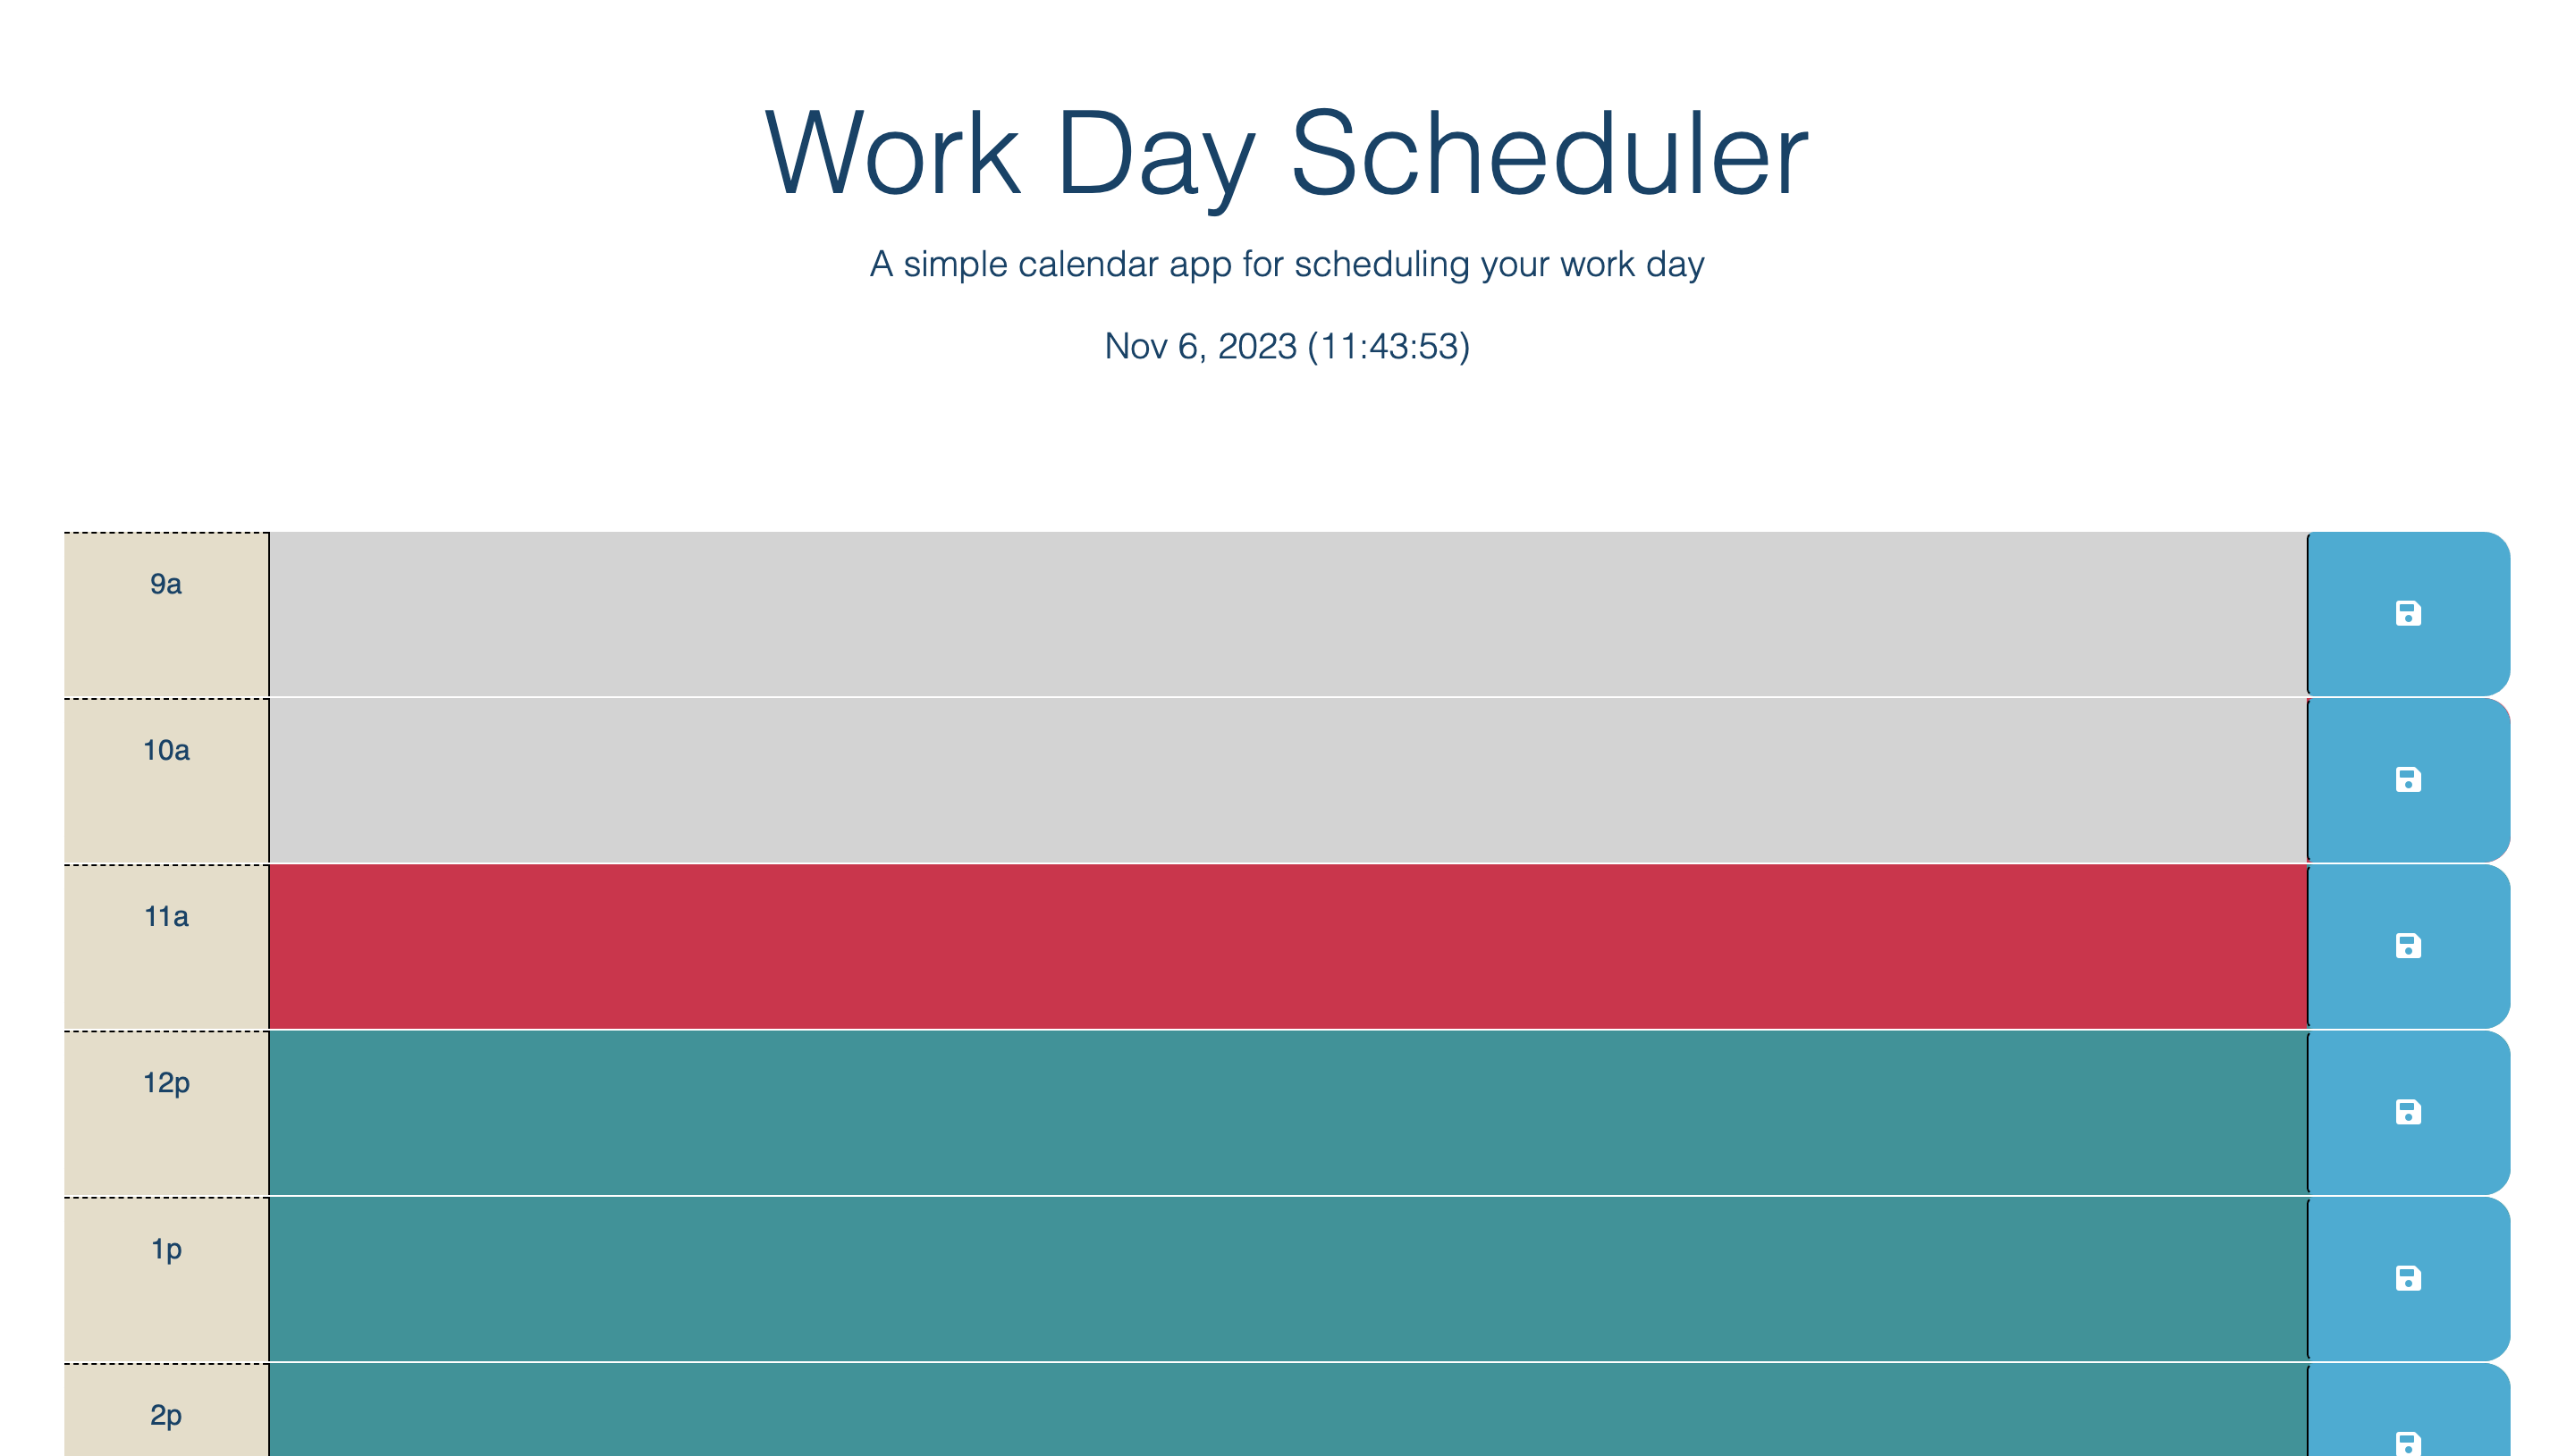 Work Day Scheduler
A simple calendar app for scheduling your work day
Nov 6, 2023 (11:43:53)
9a
10a
11a
12p
1p
2p